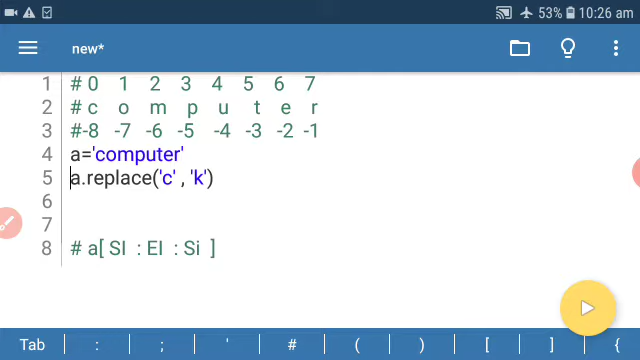 53% 10:26 am
new*
1 # 0 1 2 3 4 5 6 7
2 # c o m p u t e r
3 #-8 -7 -6 -5 -4 -3 -2 -1
4 a='computer'
5 a.replace('c' , 'k')
6
7
8 # a[ SI : EI : Si ]
Tab : ; ' # ( ) [ ] {